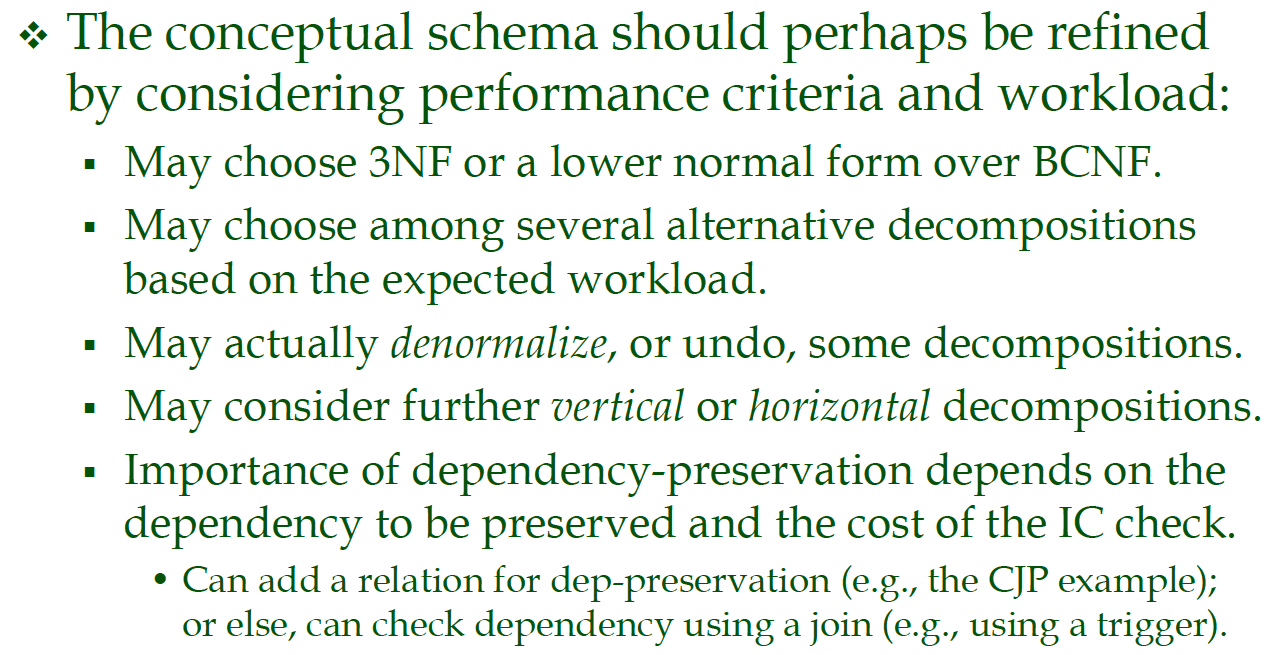 ❖ The conceptual schema should perhaps be refined
by considering performance criteria and workload:
▪ May choose 3NF or a lower normal form over BCNF.
▪ May choose among several alternative decompositions
based on the expected workload.
▪ May actually denormalize, or undo, some decompositions.
▪ May consider further vertical or horizontal decompositions.
▪ Importance of dependency-preservation depends on the
dependency to be preserved and the cost of the IC check.
• Can add a relation for dep-preservation (e.g., the CJP example);
or else, can check dependency using a join (e.g., using a trigger).